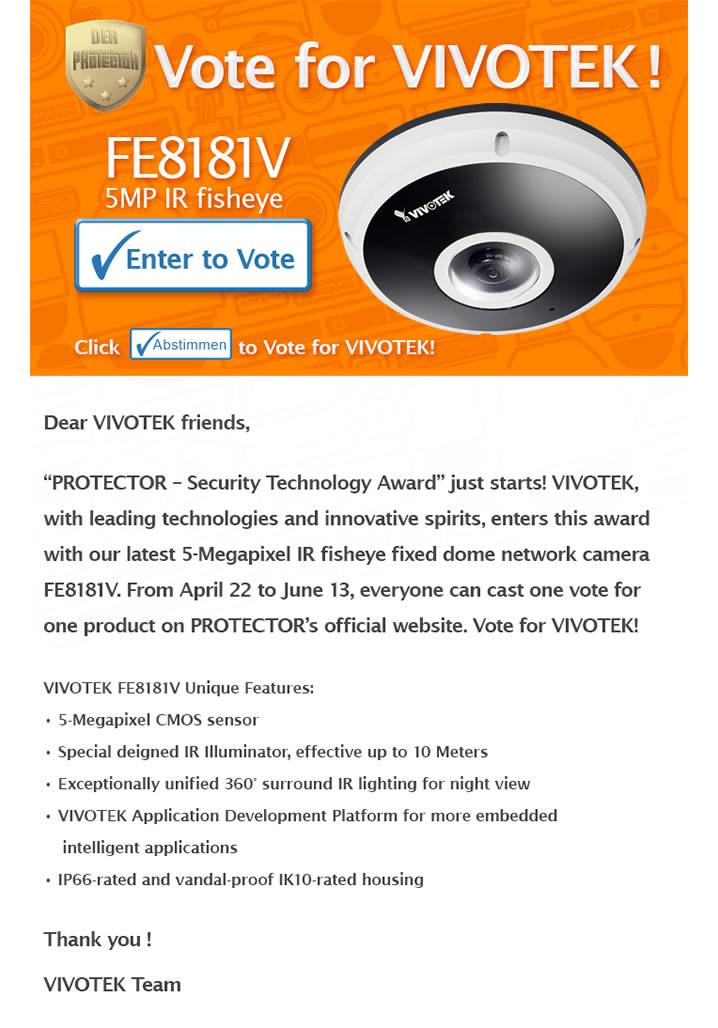 DER
PROTECTOR
Vote for VIVOTEK !
FE8181V
5MP IR fisheye
VIVOTEK
Enter to Vote
Click Abstimmen to Vote for VIVOTEK!
Dear VIVOTEK friends,
“PROTECTOR – Security Technology Award” just starts! VIVOTEK,
with leading technologies and innovative spirits, enters this award
with our latest 5-Megapixel IR fisheye fixed dome network camera
FE8181V. From April 22 to June 13, everyone can cast one vote for
one product on PROTECTOR’s official website. Vote for VIVOTEK!
VIVOTEK FE8181V Unique Features:
• 5-Megapixel CMOS sensor
• Special deigned IR Illuminator, effective up to 10 Meters
• Exceptionally unified 360° surround IR lighting for night view
• VIVOTEK Application Development Platform for more embedded
intelligent applications
• IP66-rated and vandal-proof IK10-rated housing
Thank you !
VIVOTEK Team